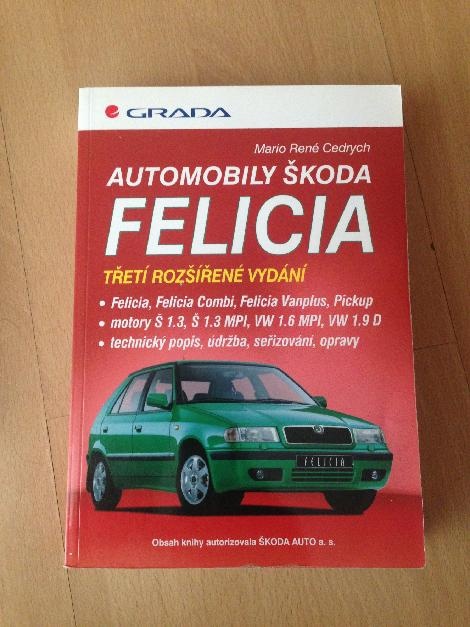 GRADA
Mario René Cedrych
AUTOMOBILY ŠKODA
FELICIA
TŘETÍ ROZŠÍŘENÉ VYDÁNÍ
• Felicia, Felicia Combi, Felicia Vanplus, Pickup
• motory Š 1.3, Š 1.3 MPI, VW 1.6 MPI, VW 1.9 D
• technický popis, údržba, seřizování, opravy
FELICIA
Obsah knihy autorizovala ŠKODA AUTO a. s.